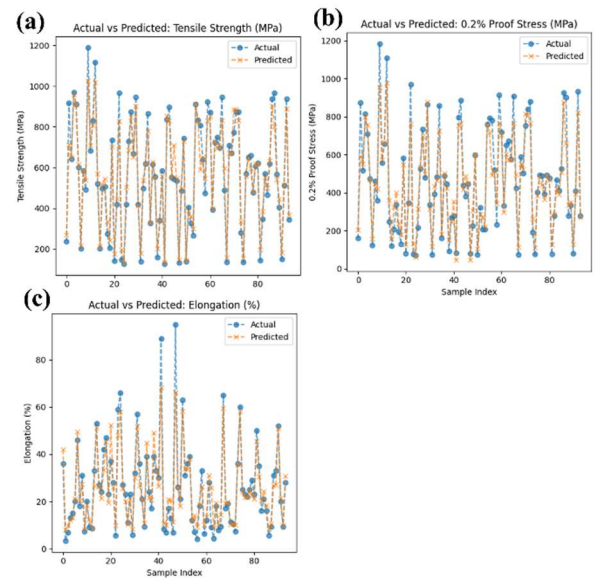 (a)
Actual vs Predicted: Tensile Strength (MPa)
1200
1000
800
600
400
200
Tensile Strength (MPa)
0
20
40
60
80
Actual
Predicted
(b)
Actual vs Predicted: 0.2% Proof Stress (MPa)
1200
1000
800
600
400
200
0
0.2% Proof Stress (MPa)
0
20
40
60
80
Sample Index
Actual
Predicted
(c)
Actual vs Predicted: Elongation (%)
80
60
40
20
0
Elongation (%)
0
20
40
60
80
Sample Index
Actual
Predicted